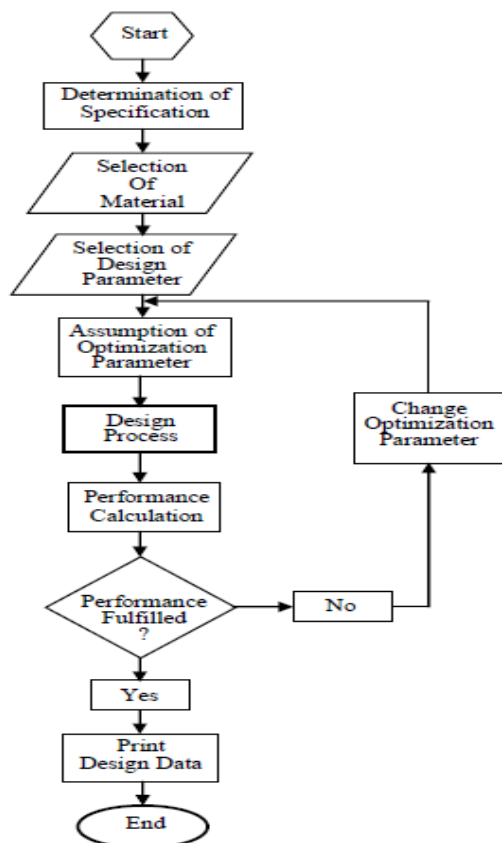 Start
Determination of
Specification
Selection
Of
Material
Selection of
Design
Parameter
Assumption of
Optimization
Parameter
Design
Process
Performance
Calculation
Performance
Fulfilled
?
No
Change
Optimization
Parameter
Yes
Print
Design Data
End